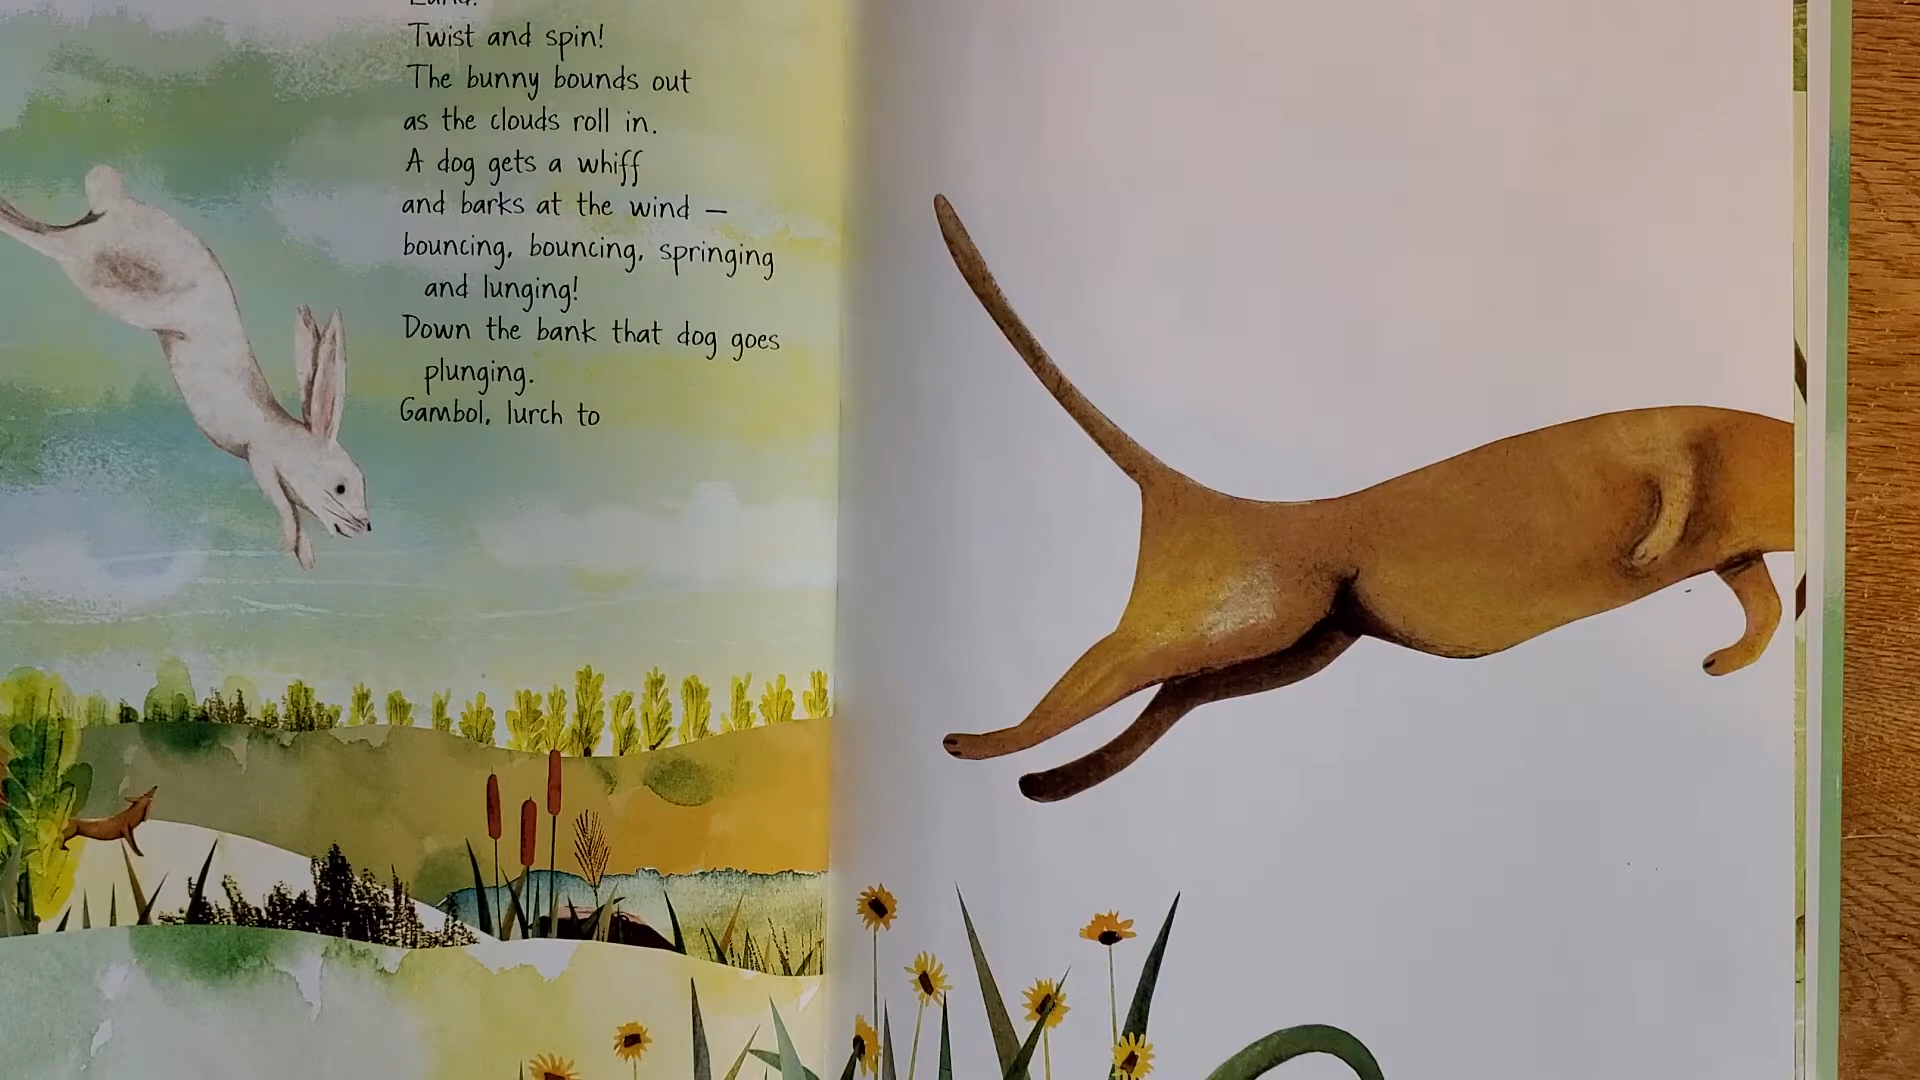 Twist and spin!
The bunny bounds out
as the clouds roll in.
A dog gets a whiff
and barks at the wind —
bouncing, bouncing, springing
and lunging!
Down the bank that dog goes
plunging.
Gambol, lurch to